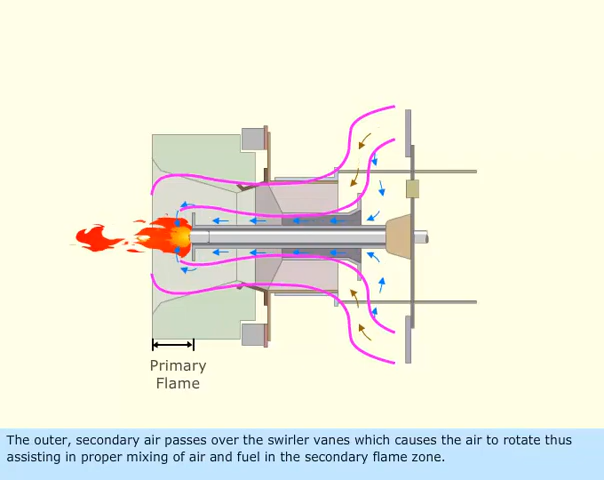 Primary
Flame
The outer, secondary air passes over the swirler vanes which causes the air to rotate thus
assisting in proper mixing of air and fuel in the secondary flame zone.